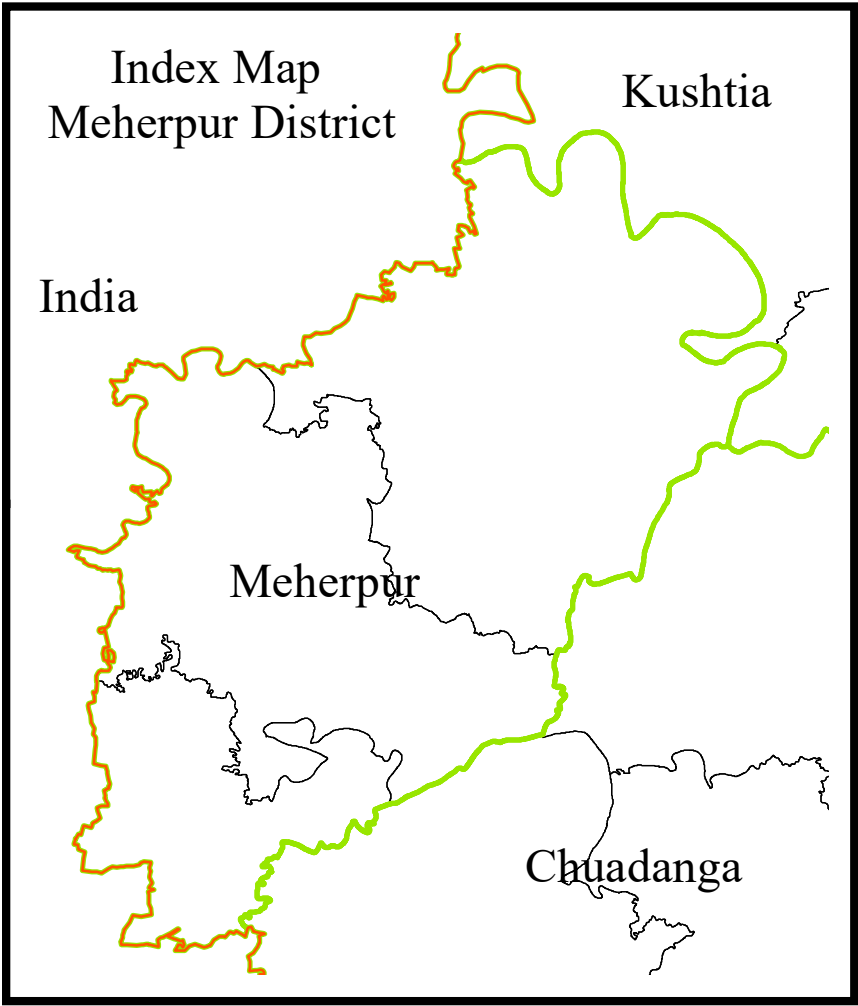 Index Map
Meherpur District
Kushtia
India
Meherpur
Chuadanga